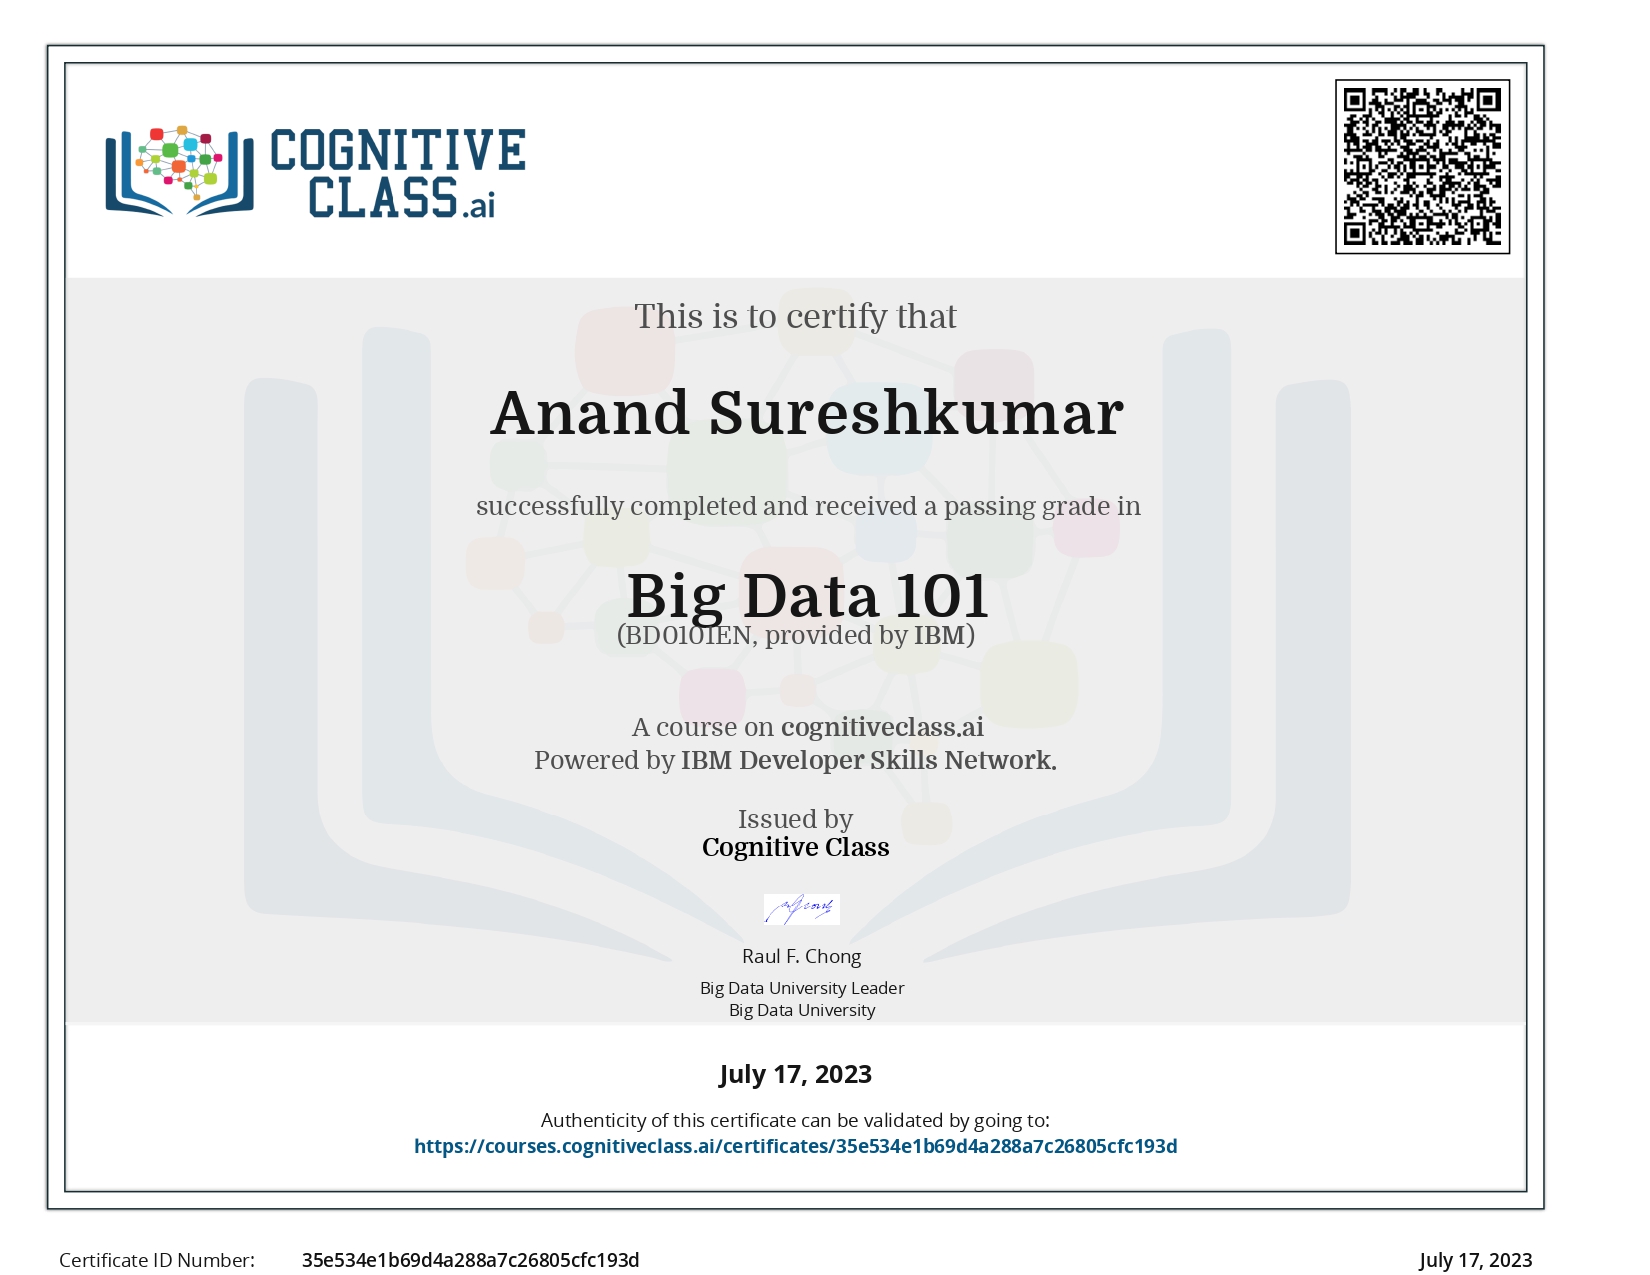 COGNITIVE
CLASS.ai
This is to certify that
Anand Sureshkumar
successfully completed and received a passing grade in
Big Data 101
(BD0101EN, provided by IBM)
A course on cognitiveclass.ai
Powered by IBM Developer Skills Network.
Issued by
Cognitive Class
Raul F. Chong
Big Data University Leader
Big Data University
July 17, 2023
Authenticity of this certificate can be validated by going to:
https://courses.cognitiveclass.ai/certificates/35e534e1b69d4a288a7c26805cfc193d
Certificate ID Number: 35e534e1b69d4a288a7c26805cfc193d July 17, 2023